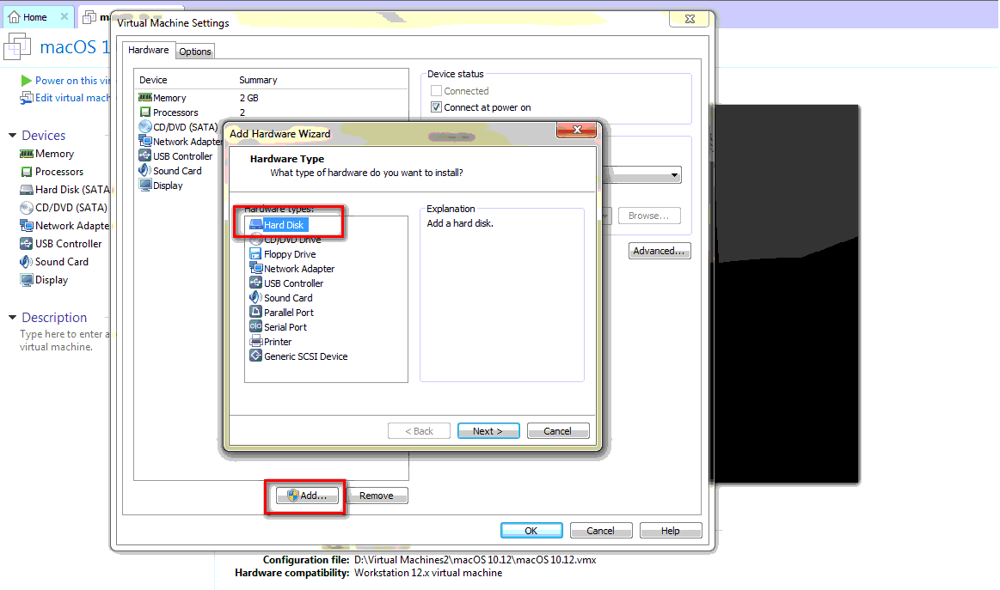 Home
macOS 1
Power on this vir
Edit virtual mach
Devices
Memory
Processors
Hard Disk (SATA
CD/DVD (SATA)
Network Adapte
USB Controller
Sound Card
Display
Description
Type here to enter a
virtual machine.
Virtual Machine Settings
Hardware
Options
Device Summary
Memory 2 GB
Processors 2
CD/DVD (SATA)
Network Adapter
USB Controller
Sound Card
Display
Device status
Connected
Connect at power on
Browse...
Advanced...
Add Hardware Wizard
Hardware Type
What type of hardware do you want to install?
Hardware types:
Hard Disk
CD/DVD Drive
Floppy Drive
Network Adapter
USB Controller
Sound Card
Parallel Port
Serial Port
Printer
Generic SCSI Device
Explanation
Add a hard disk.
< Back
Next >
Cancel
Add...
Remove
OK
Cancel
Help
Configuration file: D:\Virtual Machines2\macOS 10.12\macOS 10.12.vmx
Hardware compatibility: Workstation 12.x virtual machine